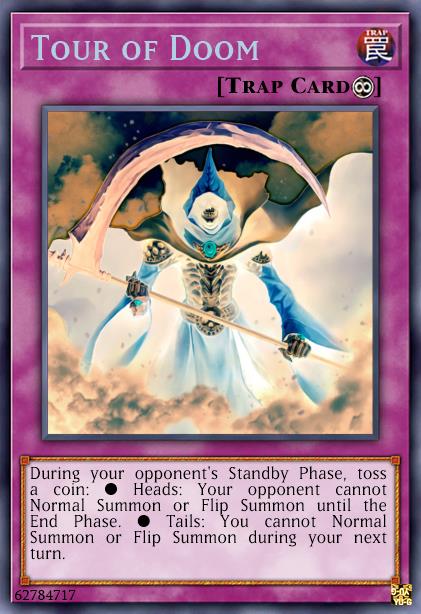 Tour of Doom
TRAP
罠
[Trap Card]
During your opponent's Standby Phase, toss
a coin: ● Heads: Your opponent cannot
Normal Summon or Flip Summon until the
End Phase. ● Tails: You cannot Normal
Summon or Flip Summon during your next
turn.
62784717